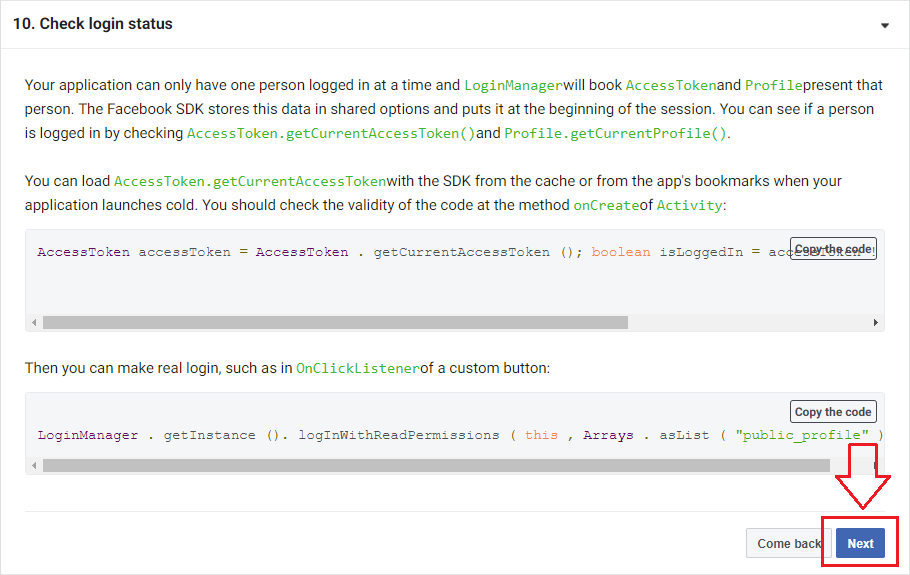 10. Check login status
Your application can only have one person logged in at a time and LoginManagerwill book AccessTokenand Profilepresent that
person. The Facebook SDK stores this data in shared options and puts it at the beginning of the session. You can see if a person
is logged in by checking AccessToken.getCurrentAccessToken()and Profile.getCurrentProfile().
You can load AccessToken.getCurrentAccessTokenwith the SDK from the cache or from the app's bookmarks when your
application launches cold. You should check the validity of the code at the method onCreateof Activity:
Copy the code
AccessToken accessToken = AccessToken . getCurrentAccessToken (); boolean isLoggedIn = accessToken !
Then you can make real login, such as in OnClickListenerof a custom button:
Copy the code
LoginManager . getInstance (). logInWithReadPermissions ( this , Arrays . asList ( "public_profile" )
Come back
Next